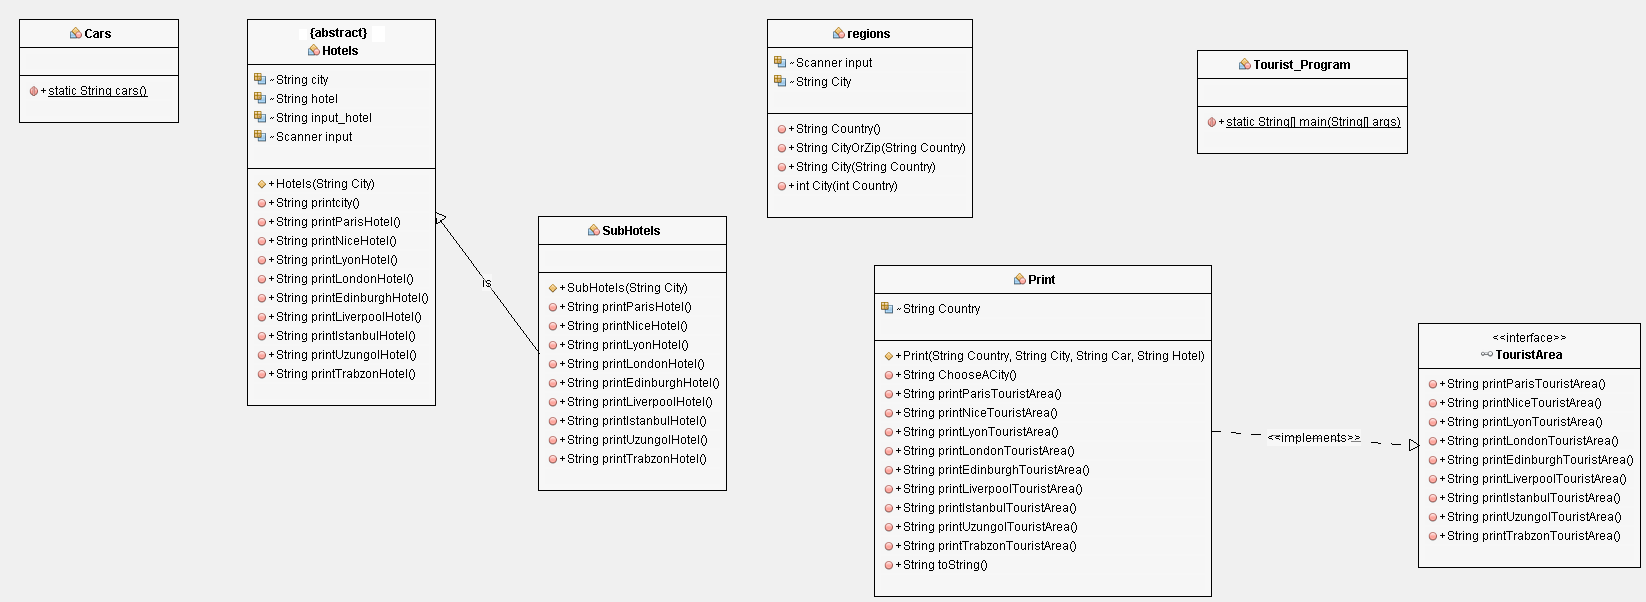 Cars
+static String cars()
{abstract}
Hotels
~String city
~String hotel
~String input_hotel
~Scanner input
+Hotels(String City)
+String printcity()
+String printParisHotel()
+String printNiceHotel()
+String printLyonHotel()
+String printLondonHotel()
+String printEdinburghHotel()
+String printLiverpoolHotel()
+String printIstanbulHotel()
+String printUzungolHotel()
+String printTrabzonHotel()
is
SubHotels
+SubHotels(String City)
+String printParisHotel()
+String printNiceHotel()
+String printLyonHotel()
+String printLondonHotel()
+String printEdinburghHotel()
+String printLiverpoolHotel()
+String printIstanbulHotel()
+String printUzungolHotel()
+String printTrabzonHotel()
regions
~Scanner input
~String City
+String Country()
+String CityOrZip(String Country)
+String City(String Country)
+int City(int Country)
Tourist_Program
+static String[] main(String[] args)
Print
~String Country
+Print(String Country, String City, String Car, String Hotel)
+String ChooseACity()
+String printParisTouristArea()
+String printNiceTouristArea()
+String printLyonTouristArea()
+String printLondonTouristArea()
+String printEdinburghTouristArea()
+String printLiverpoolTouristArea()
+String printIstanbulTouristArea()
+String printUzungolTouristArea()
+String printTrabzonTouristArea()
+String toString()
<<implements>>
<<interface>>
TouristArea
+String printParisTouristArea()
+String printNiceTouristArea()
+String printLyonTouristArea()
+String printLondonTouristArea()
+String printEdinburghTouristArea()
+String printLiverpoolTouristArea()
+String printIstanbulTouristArea()
+String printUzungolTouristArea()
+String printTrabzonTouristArea()